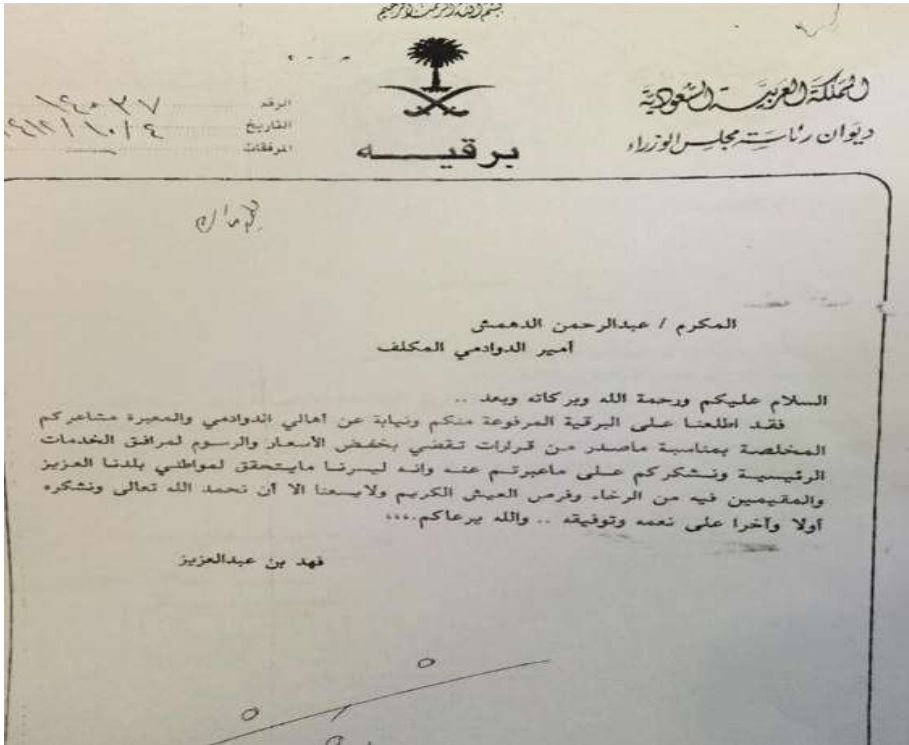 بسم الله الرحمن الرحيم
المملكة العربية السعودية
ديوان رئاسة مجلس الوزراء
برقيـــــه
الرقم
التاريخ ١٤١٢/١٠/٤
المرفقات
المكرم / عبدالرحمن الدهمش
أمير الدوادمي المكلف
السلام عليكم ورحمة الله وبركاته وبعد ..
فقد اطلعنا على البرقية المرفوعة منكم ونيابة عن أهالي الدوادمي والمعبرة مشاعركم
المخلصة بمناسبة ماصدر من قرارات تقضي بخفض الأسعار والرسوم لمرافق الخدمات
الرئيسية ونشكركم على ماعبرتم عنه وانه ليسرنا مايتحقق لمواطني بلدنا العزيز
والمقيمين فيه من الرخاء وفرص العيش الكريم ولايسعنا الا أن نحمد الله تعالى ونشكره
أولا وآخرا على نعمه وتوفيقه .. والله يرعاكم،،،
فهد بن عبدالعزيز